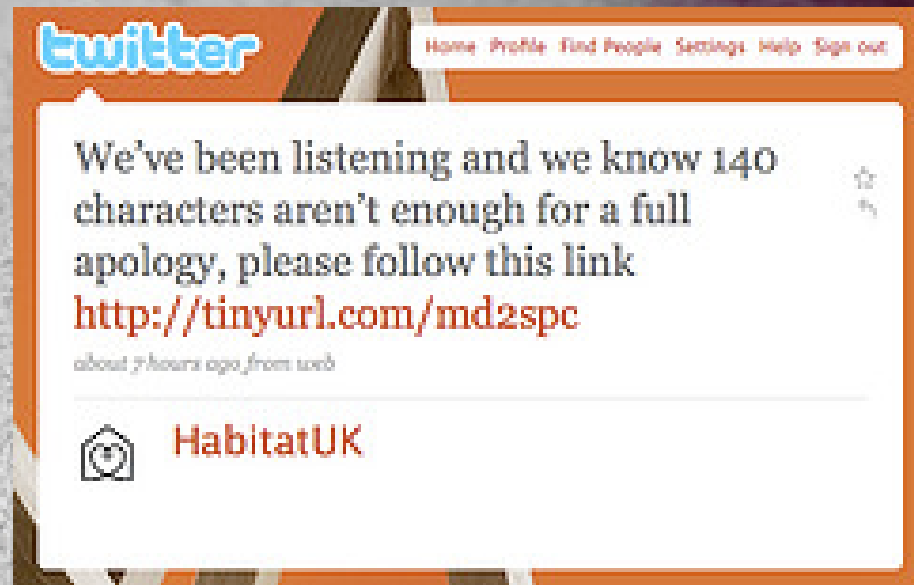 twitter
Home Profile Find People Settings Help Sign out
We've been listening and we know 140
characters aren't enough for a full
apology, please follow this link
http://tinyurl.com/md2spc
about 7 hours ago from web
HabitatUK